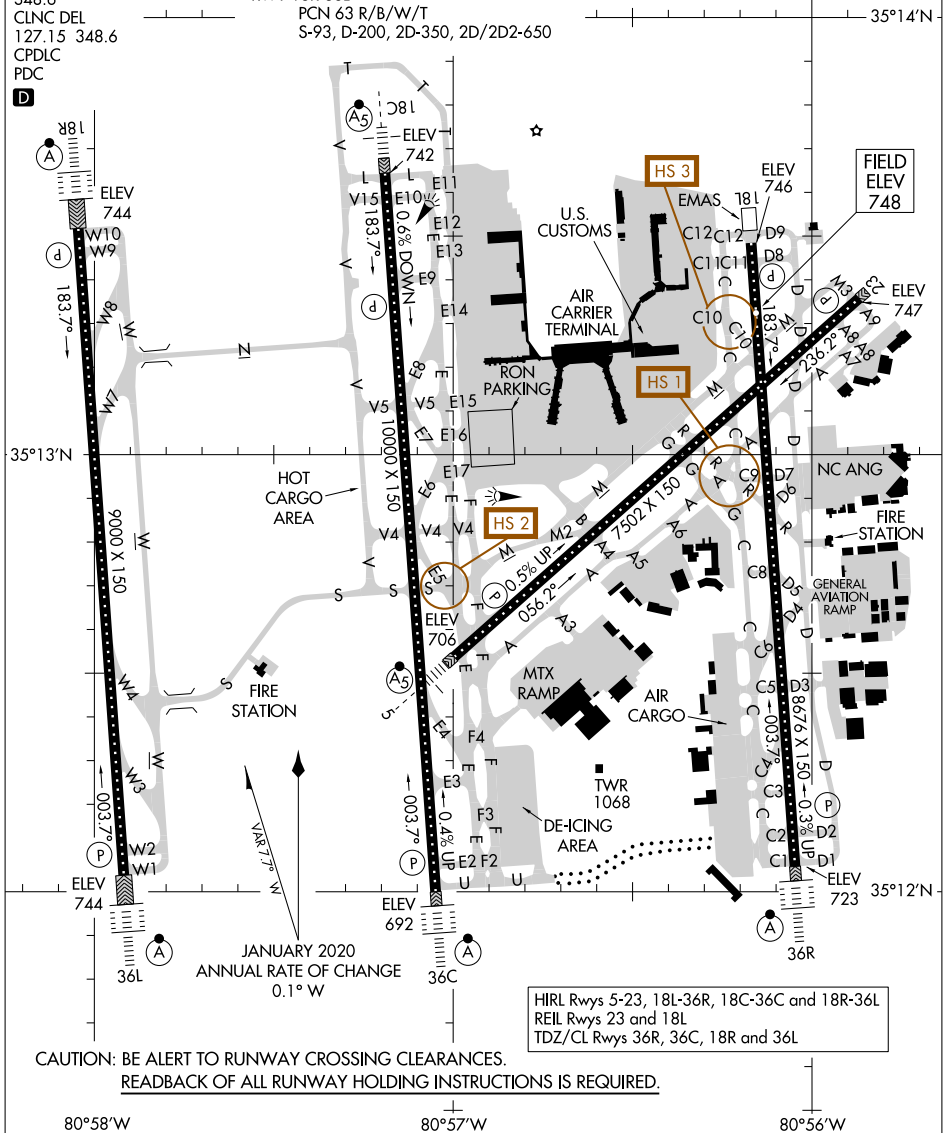 348.6
CLNC DEL
127.15 348.6
CPDLC
PDC
D
PCN 63 R/B/W/T
S-93, D-200, 2D-350, 2D/2D2-650
35°14'N
18R
A
ELEV
744
W10
W9
P
183.7°
W8
W
W7
N
9000 X 150
W
W4
W
W3
003.7°
P
W2
W1
ELEV
744
36L
A
T
T
A5
18C
ELEV
742
V
L
L
V15
E10
E11
183.7°
0.6% DOWN
E12
E
E13
V
E9
P
E14
E8
E
V
V5
V5
E15
10000 X 150
E7
E16
E17
E6
E
F
HOT
CARGO
AREA
V4
V4
V4
V
E5
HS 2
S
S
S
S
FIRE
STATION
P
ELEV
706
F
F
E
A5
5
E4
F4
E
F
E3
003.7°
0.4% UP
F3
F
E
P
E2
F2
U
U
ELEV
692
36C
A
U.S.
CUSTOMS
AIR
CARRIER
TERMINAL
RON
PARKING
HS 3
EMAS
18L
ELEV
746
FIELD
ELEV
748
C12
C12
D9
C11
C11
D8
C
P
D
C10
C10
183.7°
M
D
C
P
M3
23
ELEV
747
A9
A8
A8
A7
236.2°
A
D
HS 1
M
R
G
G
C
A
R
A
C9
R
G
A
D
D7
D6
R
NC ANG
FIRE
STATION
M
M
M2
B
7502 X 150
0.5% UP
056.2°
A4
A
A5
A6
A
A3
C
C8
D5
D4
D
GENERAL
AVIATION
RAMP
C
C6
C5
D3
C
003.7°
8676 X 150
C4
D
C3
C
0.3% UP
P
C2
D2
C1
D1
ELEV
723
36R
A
MTX
RAMP
AIR
CARGO
TWR
1068
DE-ICING
AREA
35°13'N
35°12'N
VAR 7.7° W
JANUARY 2020
ANNUAL RATE OF CHANGE
0.1° W
HIRL Rwys 5-23, 18L-36R, 18C-36C and 18R-36L
REIL Rwys 23 and 18L
TDZ/CL Rwys 36R, 36C, 18R and 36L
CAUTION: BE ALERT TO RUNWAY CROSSING CLEARANCES.
READBACK OF ALL RUNWAY HOLDING INSTRUCTIONS IS REQUIRED.
80°58'W
80°57'W
80°56'W